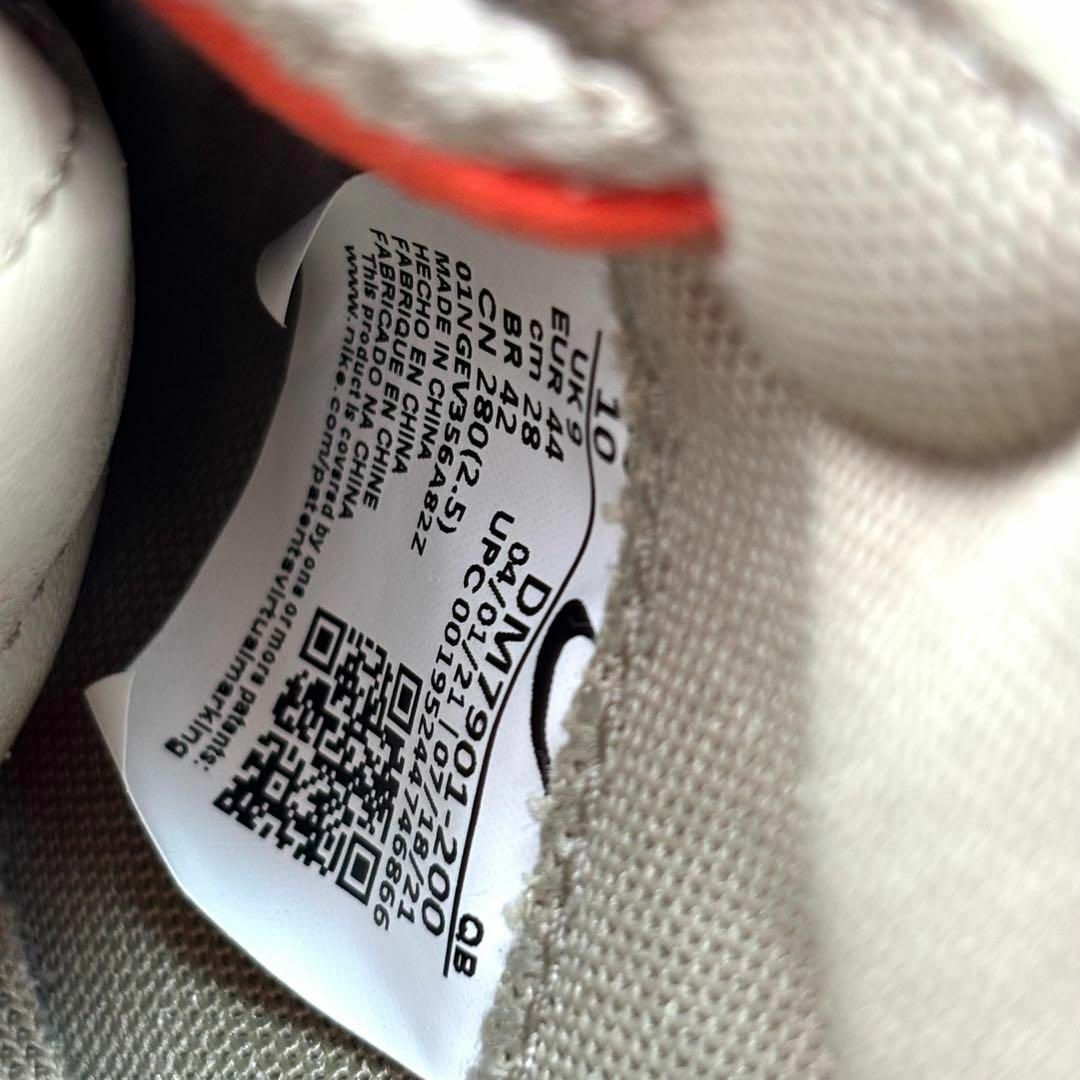 10
UK 9
EUR 44
cm 28
BR 42
CN 280(2.5)
01NGEV356A82Z
MADE IN CHINA
HECHO EN CHINA
FABRIQUE EN CHINE
FABRICADO NA CHINA
This product is covered by one or more patents:
www.nike.com/patentsvirtualmarking
QB
DM7901-200
04/01/21 / 07/18/21
UPC 00195244746866